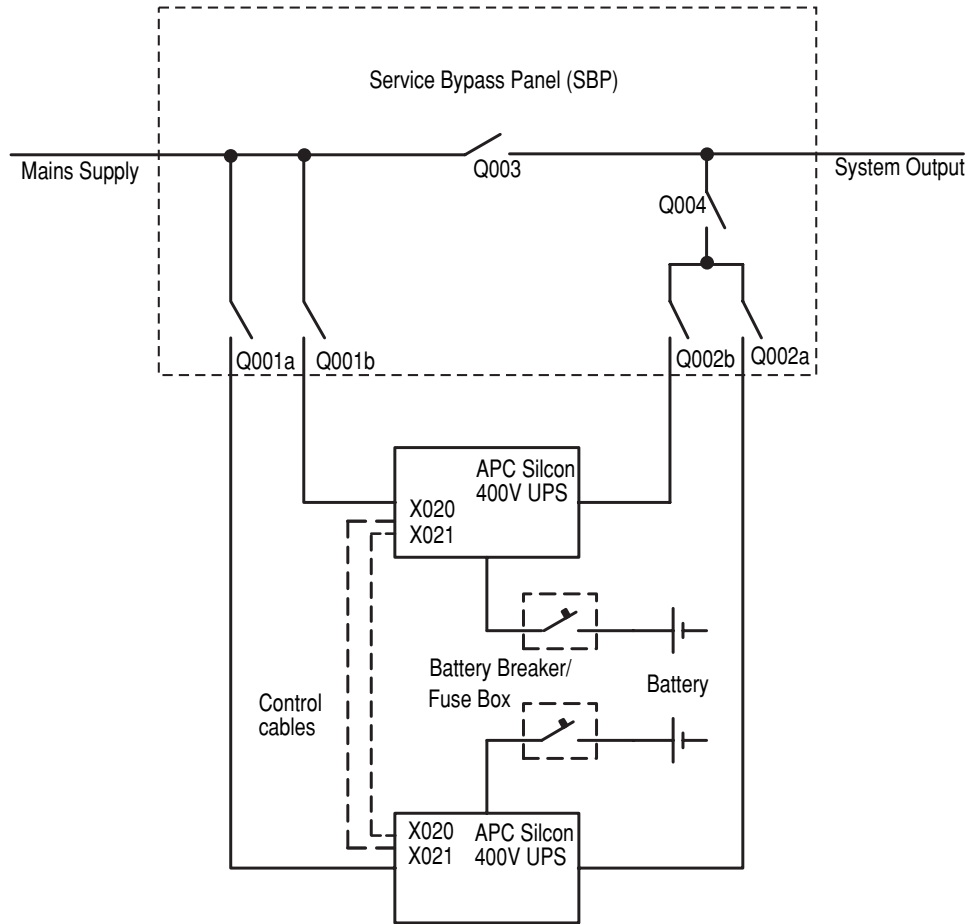 Service Bypass Panel (SBP)
Mains Supply
Q003
System Output
Q004
Q001a
Q001b
Q002b
Q002a
APC Silcon
400V UPS
X020
X021
Battery Breaker/
Fuse Box
Battery
Control
cables
X020
X021
APC Silcon
400V UPS